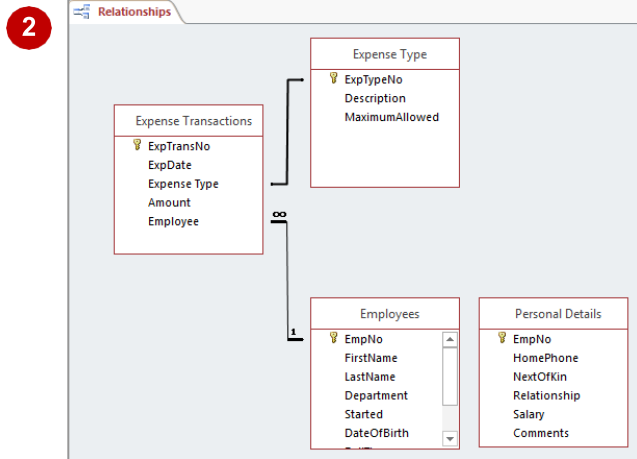 2
Relationships
Expense Type
ExpTypeNo
Description
MaximumAllowed
Expense Transactions
ExpTransNo
ExpDate
Expense Type
Amount
Employee
∞
1
Employees
EmpNo
FirstName
LastName
Department
Started
DateOfBirth
Personal Details
EmpNo
HomePhone
NextOfKin
Relationship
Salary
Comments